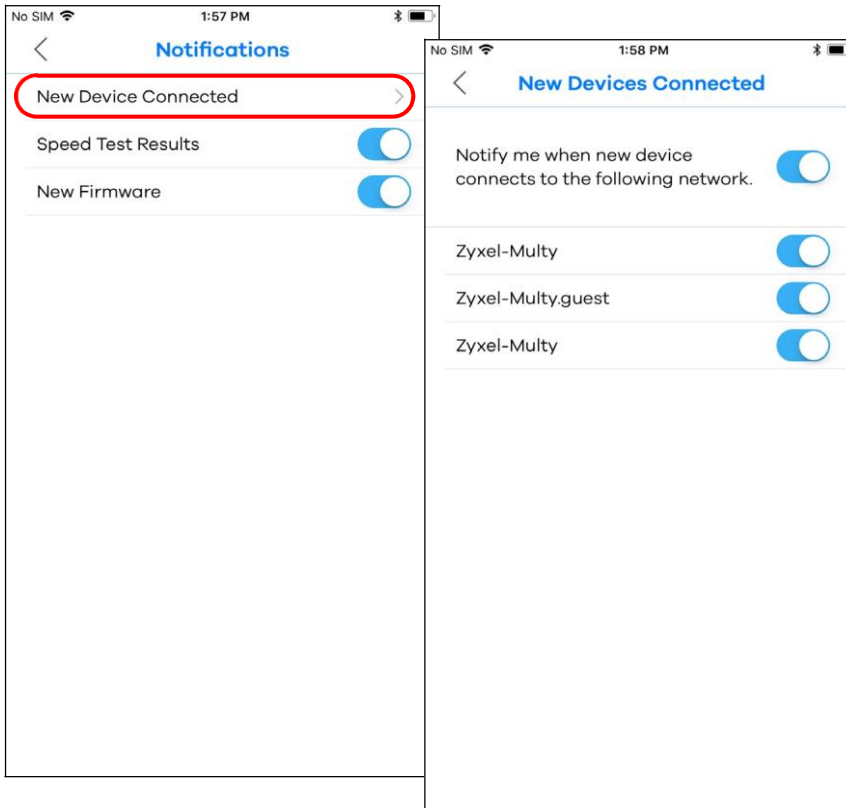 No SIM 1:57 PM
Notifications
New Device Connected
Speed Test Results
New Firmware
No SIM 1:58 PM
New Devices Connected
Notify me when new device
connects to the following network.
Zyxel-Multy
Zyxel-Multy.guest
Zyxel-Multy